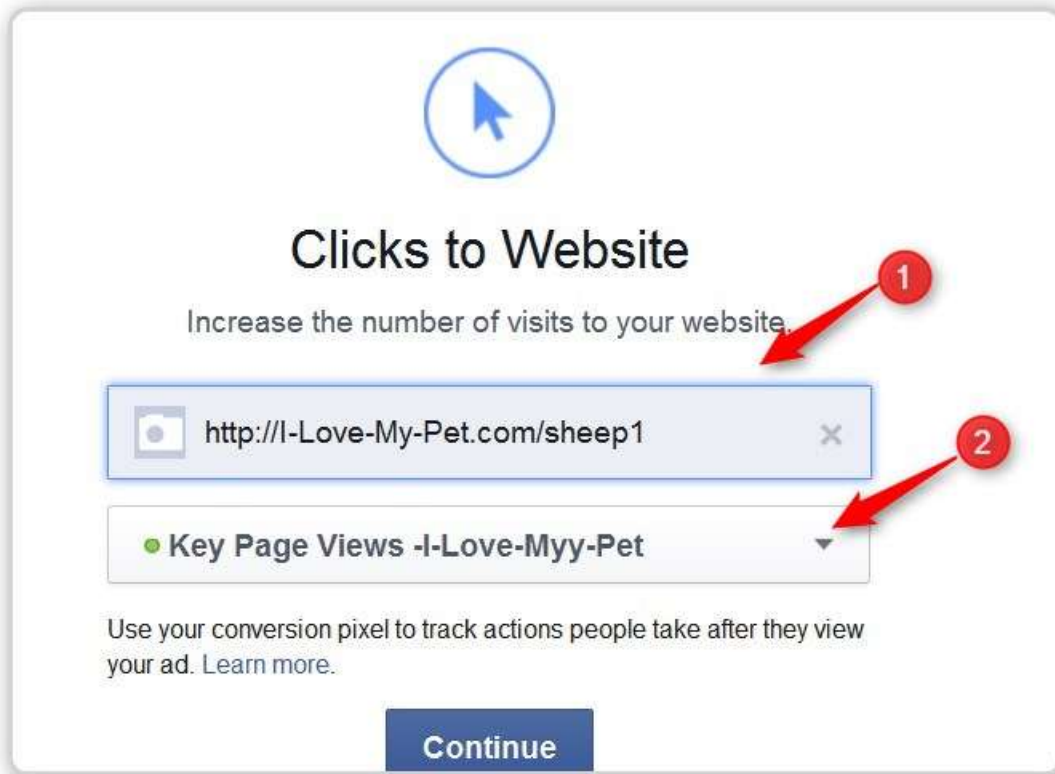 Clicks to Website
1
Increase the number of visits to your website.
http://I-Love-My-Pet.com/sheep1 ×
2
Key Page Views -I-Love-Myy-Pet
Use your conversion pixel to track actions people take after they view
your ad. Learn more.
Continue